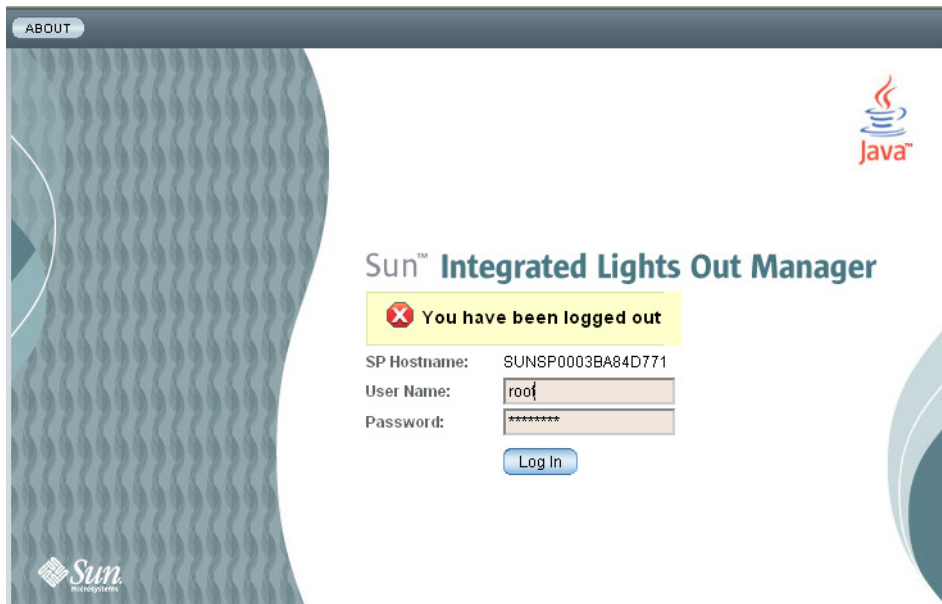 ABOUT
Java™
Sun™ Integrated Lights Out Manager
You have been logged out
SP Hostname: SUNSP0003BA84D771
User Name: root
Password: ********
Log In
Sun
microsystems